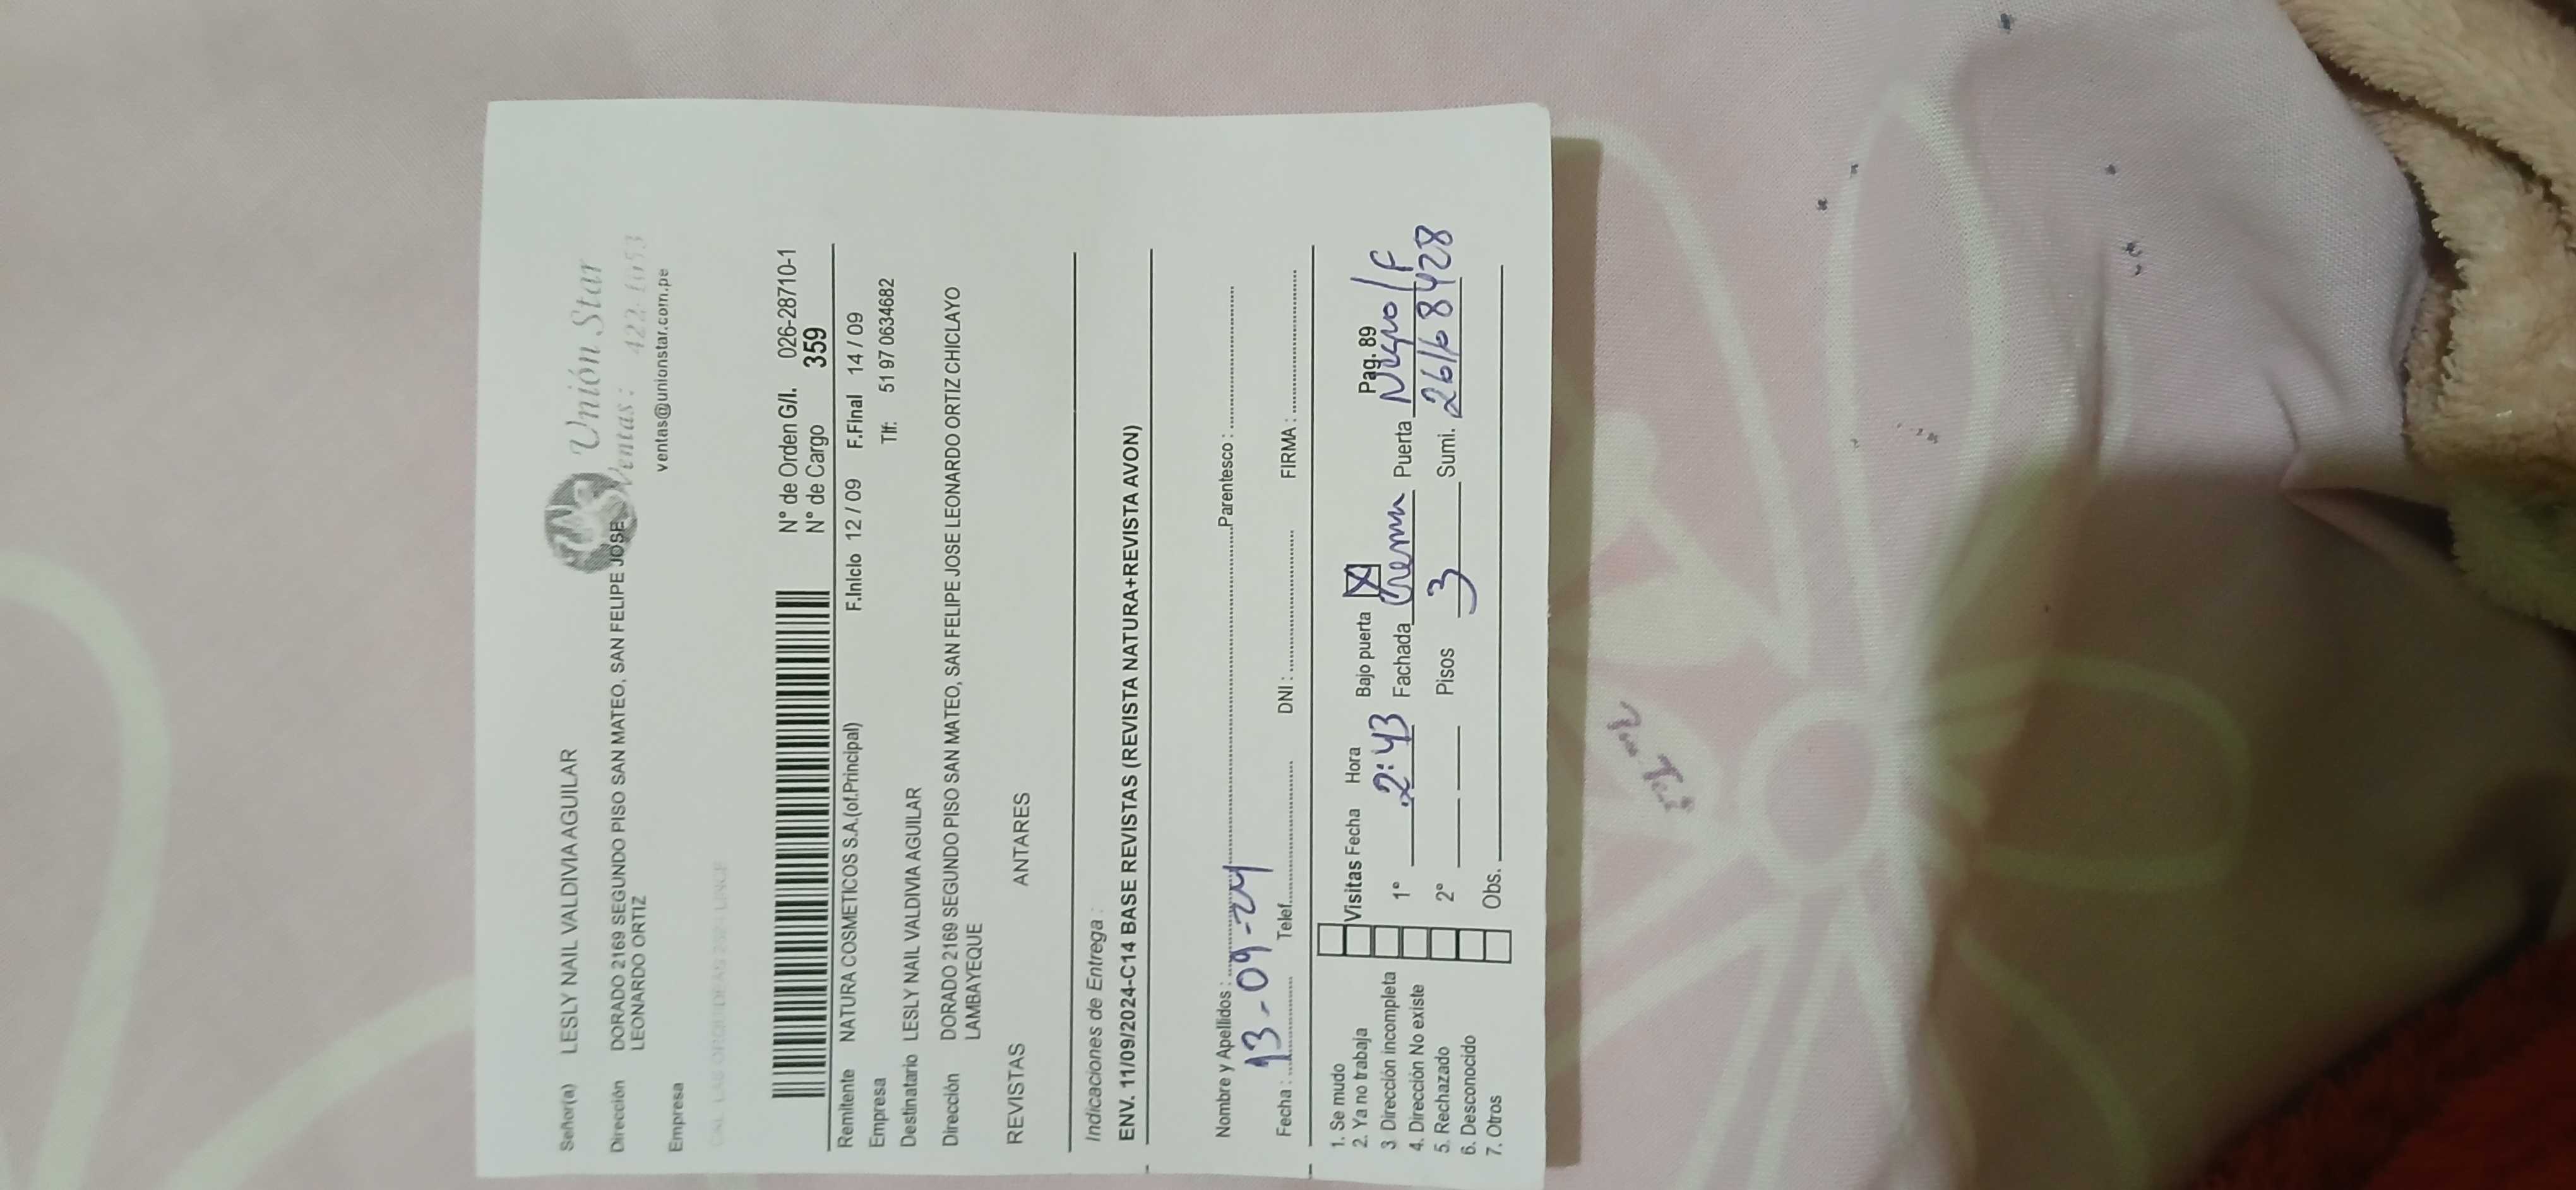 Unión Star
Señor(a) LESLY NAIL VALDIVIA AGUILAR
Ventas: 422-1053
Dirección DORADO 2169 SEGUNDO PISO SAN MATEO, SAN FELIPE JOSE
LEONARDO ORTIZ
ventas@unionstar.com.pe
Empresa
N° de Orden G/I. 026-28710-1
N° de Cargo 359
Remitente NATURA COSMETICOS S.A.(of.Principal) F.Inicio 12 / 09 F.Final 14 / 09
Empresa Tlf: 51 97 0634682
Destinatario LESLY NAIL VALDIVIA AGUILAR
Dirección DORADO 2169 SEGUNDO PISO SAN MATEO, SAN FELIPE JOSE LEONARDO ORTIZ CHICLAYO
LAMBAYEQUE
REVISTAS ANTARES
Indicaciones de Entrega :
ENV. 11/09/2024-C14 BASE REVISTAS (REVISTA NATURA+REVISTA AVON)
Nombre y Apellidos : Parentesco :
13-09-24
Fecha : Telef. DNI : FIRMA :
1. Se mudo
2. Ya no trabaja Visitas Fecha Hora Bajo puerta X Pag. 89
3 Dirección incompleta 1° 2:43 Fachada Crema Puerta Negro/F
4. Dirección No existe
5. Rechazado 2° Pisos 3 Sumi. 26168428
6. Desconocido
7. Otros Obs.